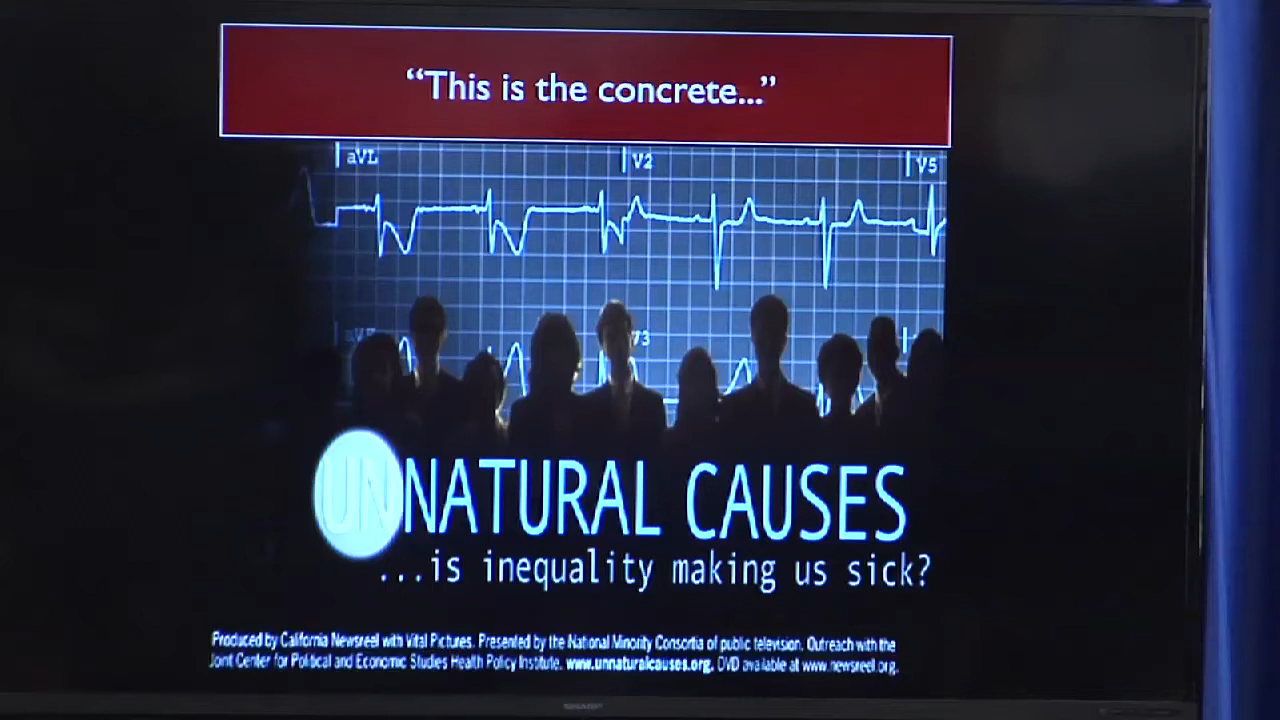 “This is the concrete...”
aVL V2 V5
UNNATURAL CAUSES
...is inequality making us sick?
Produced by California Newsreel with Vital Pictures. Presented by the National Minority Consortia of public television. Outreach with the
Joint Center for Political and Economic Studies Health Policy Institute. www.unnaturalcauses.org. DVD available at www.newsreel.org.
SHARP